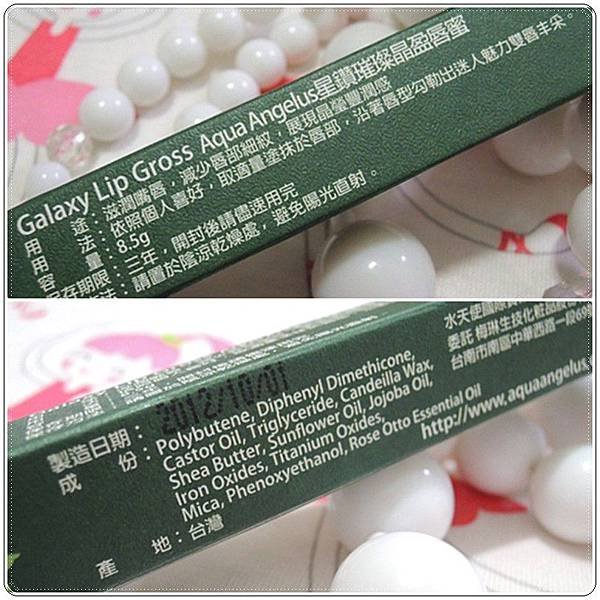 Galaxy Lip Gross Aqua Angelus星鑽璀璨晶盈唇蜜
用途：滋潤嘴唇，減少唇部細紋，展現晶瑩豐潤感
用法：依照個人喜好，取適量塗抹於唇部，沿著唇型勾勒出迷人魅力雙唇丰采。
容量：8.5g
保存期限：三年，開封後請盡速用完
請置於陰涼乾燥處，避免陽光直射。
製造日期：2012/10/01
成份：Polybutene, Diphenyl Dimethicone,
Castor Oil, Triglyceride, Candeilla Wax,
Shea Butter, Sunflower Oil, Jojoba Oil,
Iron Oxides, Titanium Oxides,
Mica, Phenoxyethanol, Rose Otto Essential Oil
產地：台灣
水天使國際
委託 梅琳生技化粧品
台南市南區中華西路一段69
http://www.aquaangelus.